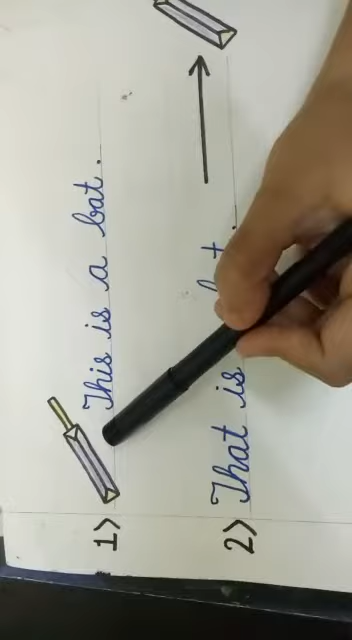 1) This is a bat.
2) That is